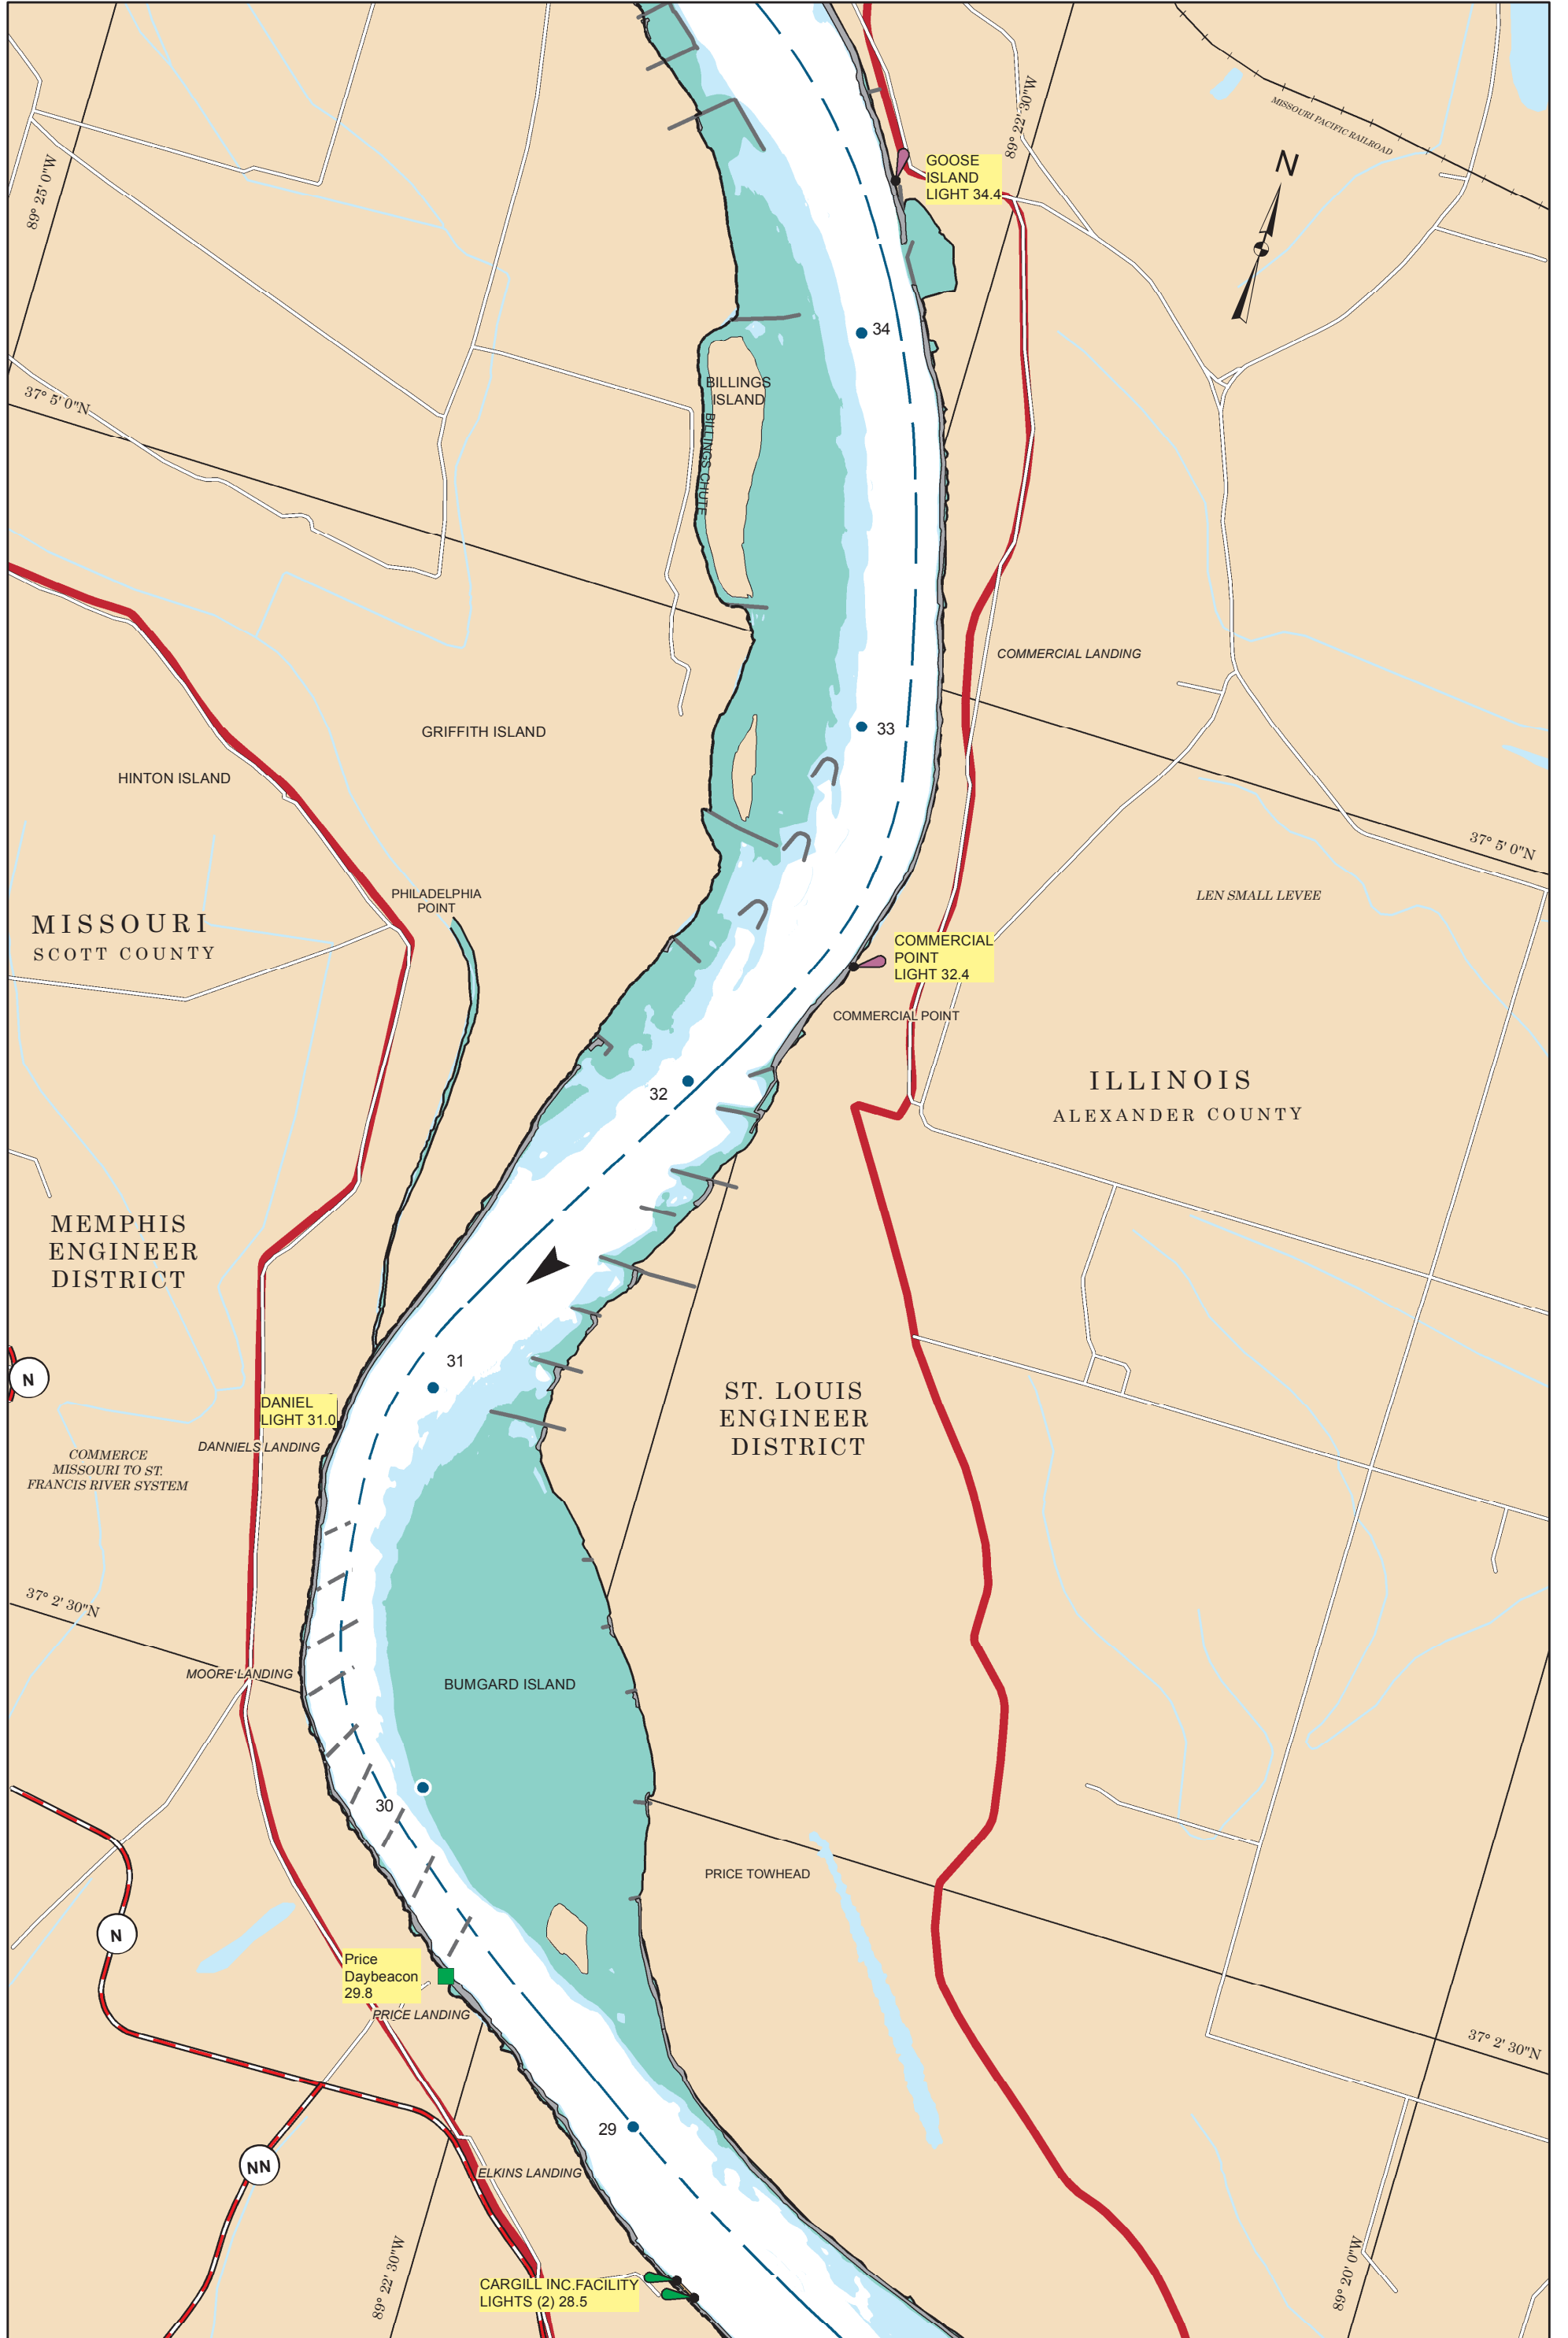 MISSOURI PACIFIC RAILROAD
89° 22' 30"W
89° 25' 0"W
GOOSE
ISLAND
LIGHT 34.4
N
34
BILLINGS
ISLAND
BILLINGS CHUTE
37° 5' 0"N
COMMERCIAL LANDING
33
GRIFFITH ISLAND
HINTON ISLAND
37° 5' 0"N
PHILADELPHIA
POINT
LEN SMALL LEVEE
MISSOURI
SCOTT COUNTY
COMMERCIAL
POINT
LIGHT 32.4
COMMERCIAL POINT
32
ILLINOIS
ALEXANDER COUNTY
MEMPHIS
ENGINEER
DISTRICT
31
N
DANIEL
LIGHT 31.0
DANNIELS LANDING
ST. LOUIS
ENGINEER
DISTRICT
COMMERCE
MISSOURI TO ST.
FRANCIS RIVER SYSTEM
37° 2' 30"N
MOORE LANDING
BUMGARD ISLAND
30
PRICE TOWHEAD
N
Price
Daybeacon
29.8
PRICE LANDING
37° 2' 30"N
29
NN
ELKINS LANDING
89° 22' 30"W
89° 20' 0"W
CARGILL INC.FACILITY
LIGHTS (2) 28.5